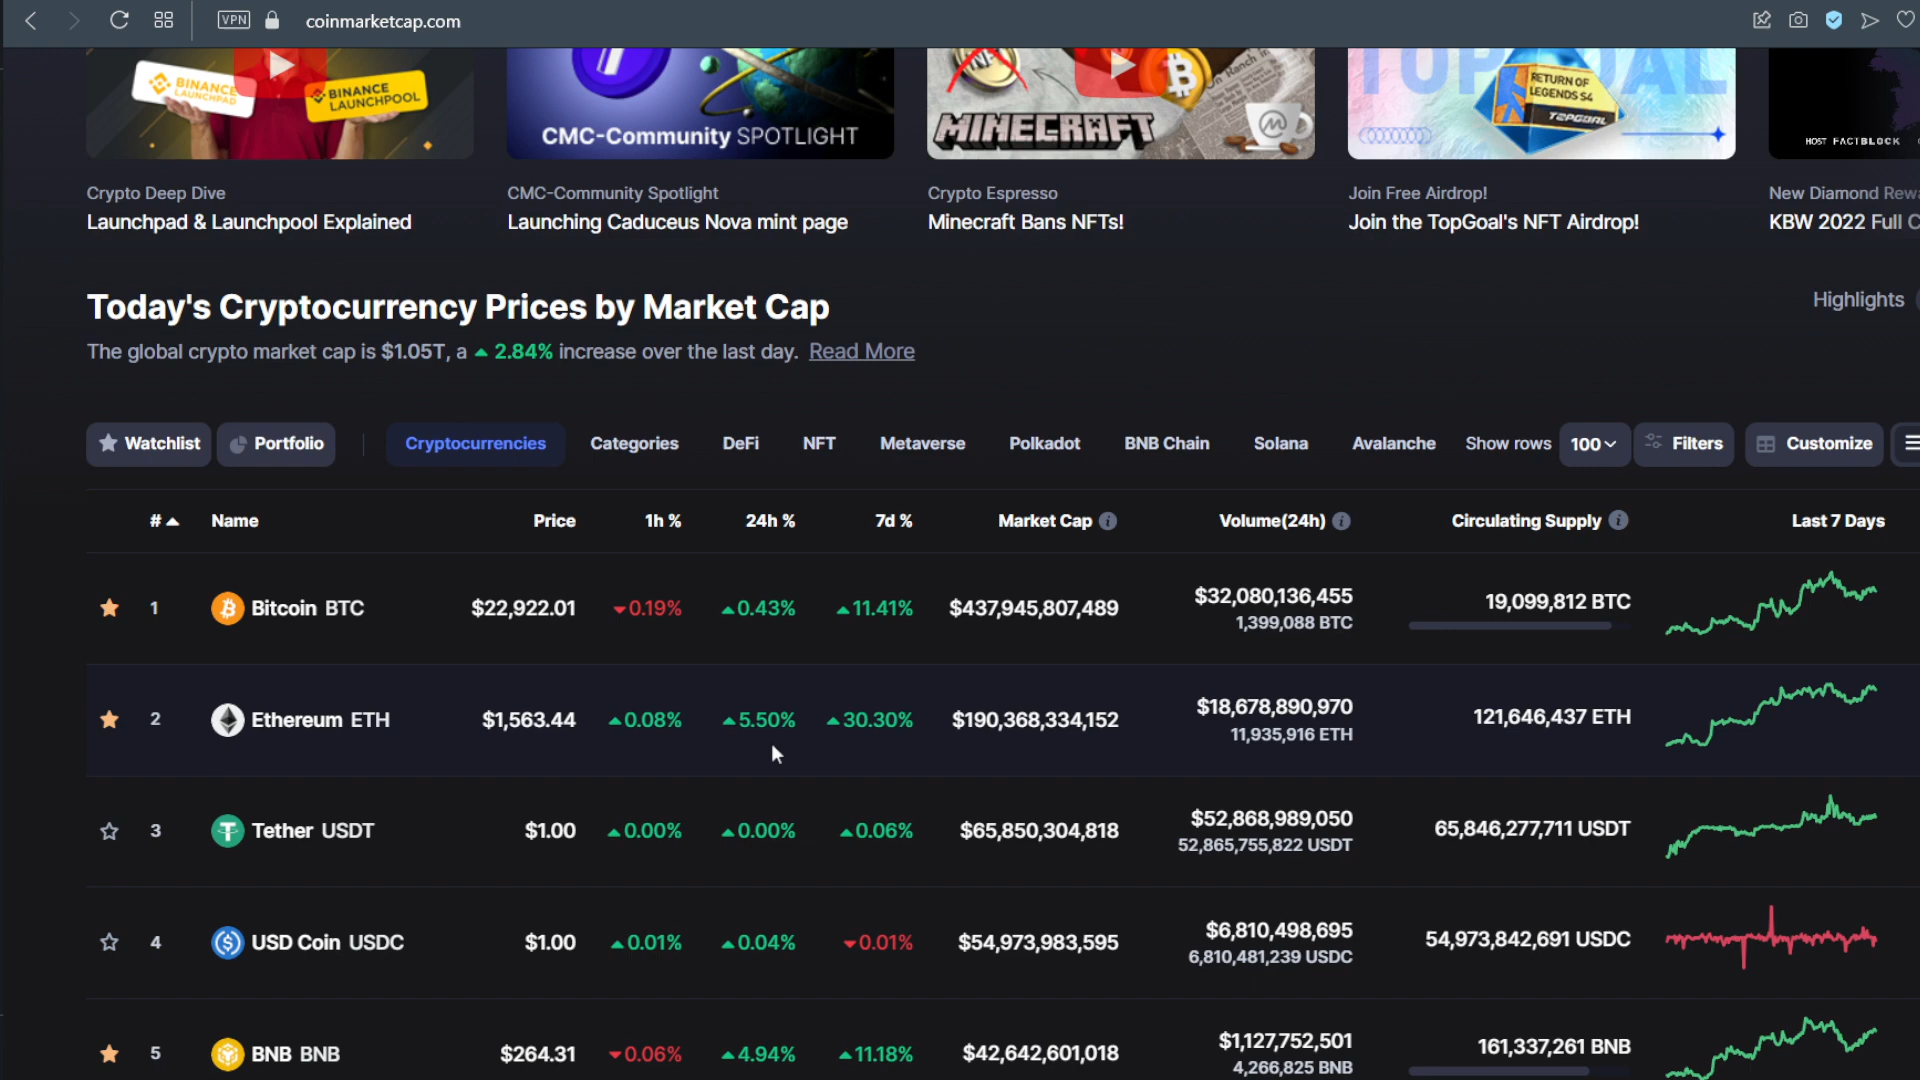 VPN coinmarketcap.com
BINANCE LAUNCHPAD
BINANCE LAUNCHPOOL
CMC-Community SPOTLIGHT
MINECRAFT
RETURN OF LEGENDS S4
TOPGOAL
HOST FACTBLOCK
Crypto Deep Dive
Launchpad & Launchpool Explained
CMC-Community Spotlight
Launching Caduceus Nova mint page
Crypto Espresso
Minecraft Bans NFTs!
Join Free Airdrop!
Join the TopGoal's NFT Airdrop!
New Diamond
KBW 2022 Full
Today's Cryptocurrency Prices by Market Cap
Highlights
The global crypto market cap is $1.05T, a 2.84% increase over the last day. Read More
Watchlist Portfolio Cryptocurrencies Categories DeFi NFT Metaverse Polkadot BNB Chain Solana Avalanche Show rows 100 Filters Customize
# Name Price 1h % 24h % 7d % Market Cap Volume(24h) Circulating Supply Last 7 Days
1 Bitcoin BTC $22,922.01 0.19% 0.43% 11.41% $437,945,807,489 $32,080,136,455 19,099,812 BTC
1,399,088 BTC
2 Ethereum ETH $1,563.44 0.08% 5.50% 30.30% $190,368,334,152 $18,678,890,970 121,646,437 ETH
11,935,916 ETH
3 Tether USDT $1.00 0.00% 0.00% 0.06% $65,850,304,818 $52,868,989,050 65,846,277,711 USDT
52,865,755,822 USDT
4 USD Coin USDC $1.00 0.01% 0.04% 0.01% $54,973,983,595 $6,810,498,695 54,973,842,691 USDC
6,810,481,239 USDC
5 BNB BNB $264.31 0.06% 4.94% 11.18% $42,642,601,018 $1,127,752,501 161,337,261 BNB
4,266,825 BNB